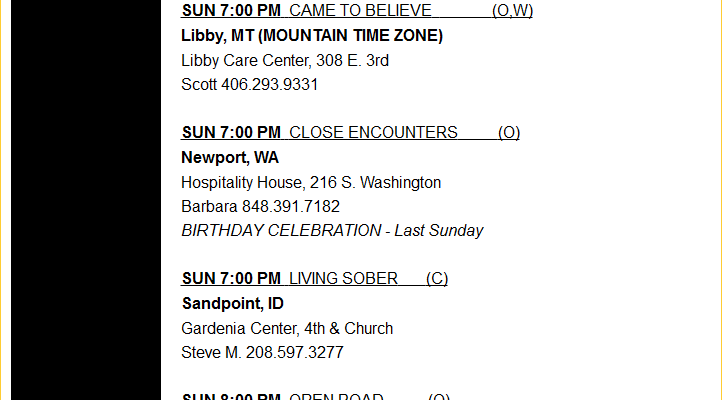 SUN 7:00 PM CAME TO BELIEVE (O,W)
Libby, MT (MOUNTAIN TIME ZONE)
Libby Care Center, 308 E. 3rd
Scott 406.293.9331
SUN 7:00 PM CLOSE ENCOUNTERS (O)
Newport, WA
Hospitality House, 216 S. Washington
Barbara 848.391.7182
BIRTHDAY CELEBRATION - Last Sunday
SUN 7:00 PM LIVING SOBER (C)
Sandpoint, ID
Gardenia Center, 4th & Church
Steve M. 208.597.3277
SUN 8:00 PM OPEN ROAD (O)